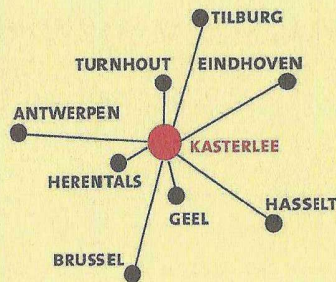 TILBURG
TURNHOUT
EINDHOVEN
ANTWERPEN
KASTERLEE
HERENTALS
HASSELT
GEEL
BRUSSEL